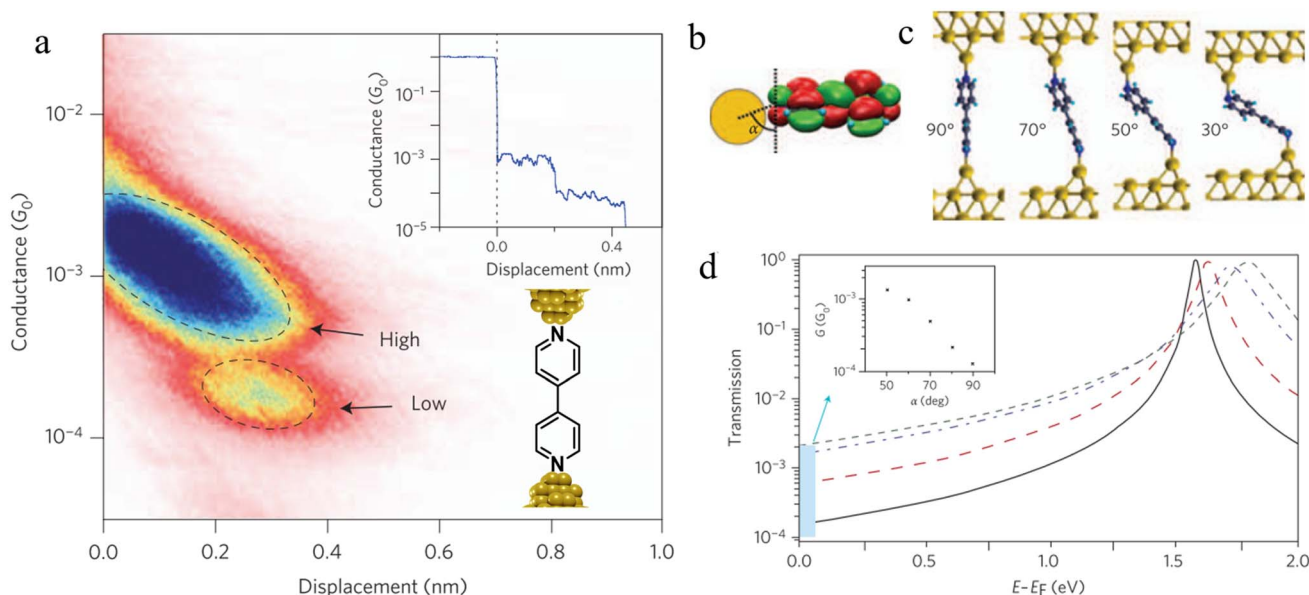 a
Conductance (G₀)
10⁻²
10⁻³
10⁻⁴
0.0 0.2 0.4 0.6 0.8 1.0
Displacement (nm)
High
Low
Conductance (G₀)
10⁻¹
10⁻³
10⁻⁵
0.0 0.4
Displacement (nm)
N
N
b
α
c
90°
70°
50°
30°
d
Transmission
10⁰
10⁻¹
10⁻²
10⁻³
10⁻⁴
0.0 0.5 1.0 1.5 2.0
E–E_F (eV)
G (G₀)
10⁻³
10⁻⁴
50 70 90
α (deg)